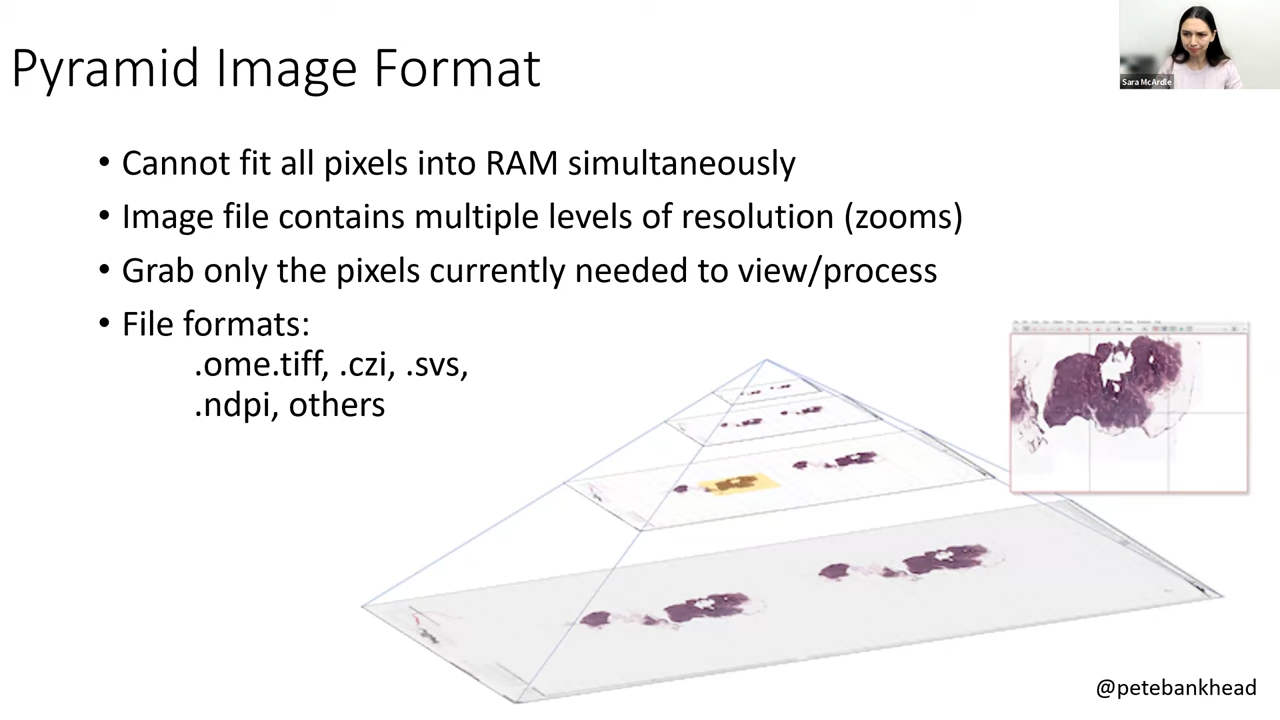 Pyramid Image Format
Sara McArdle
• Cannot fit all pixels into RAM simultaneously
• Image file contains multiple levels of resolution (zooms)
• Grab only the pixels currently needed to view/process
• File formats:
.ome.tiff, .czi, .svs,
.ndpi, others
@petebankhead